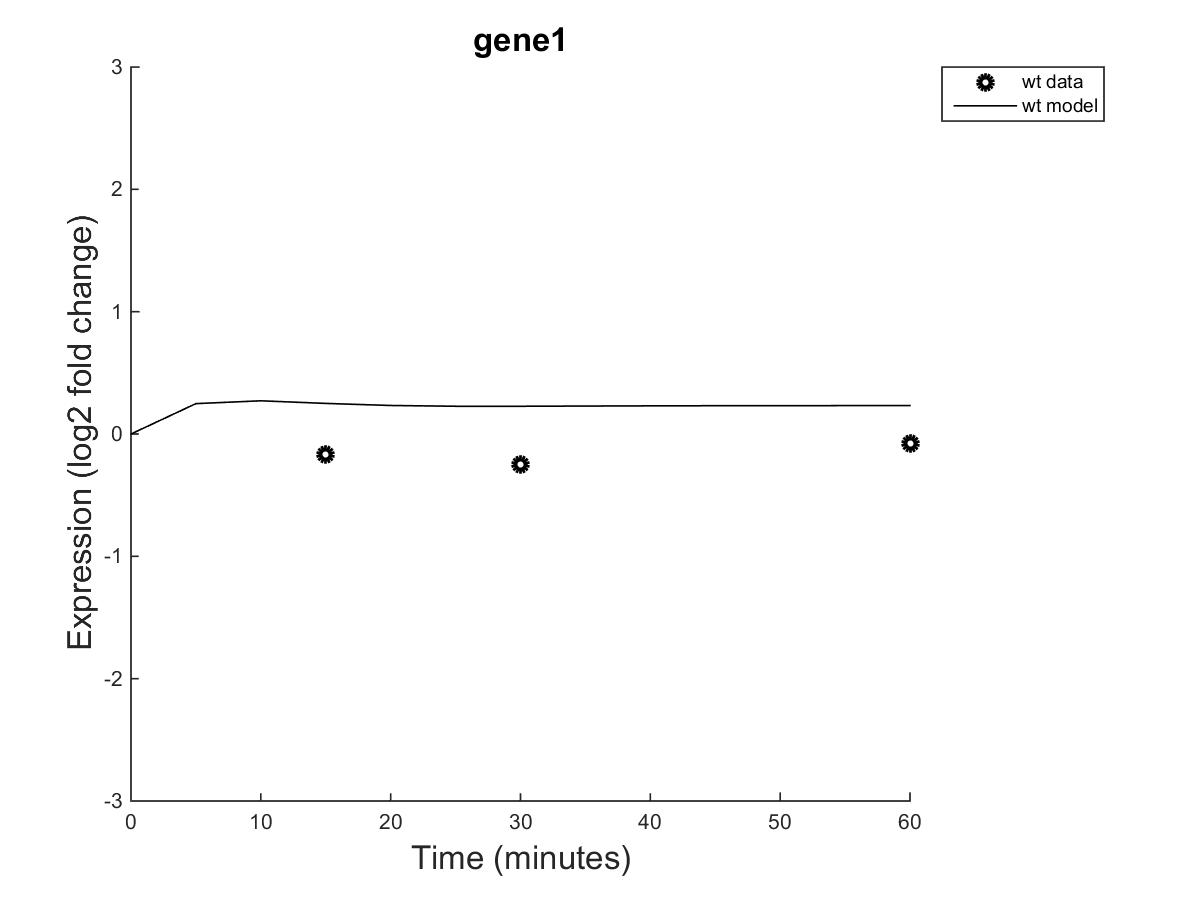 gene1
wt data
wt model
3
2
1
0
-1
-2
-3
Expression (log2 fold change)
0 10 20 30 40 50 60
Time (minutes)